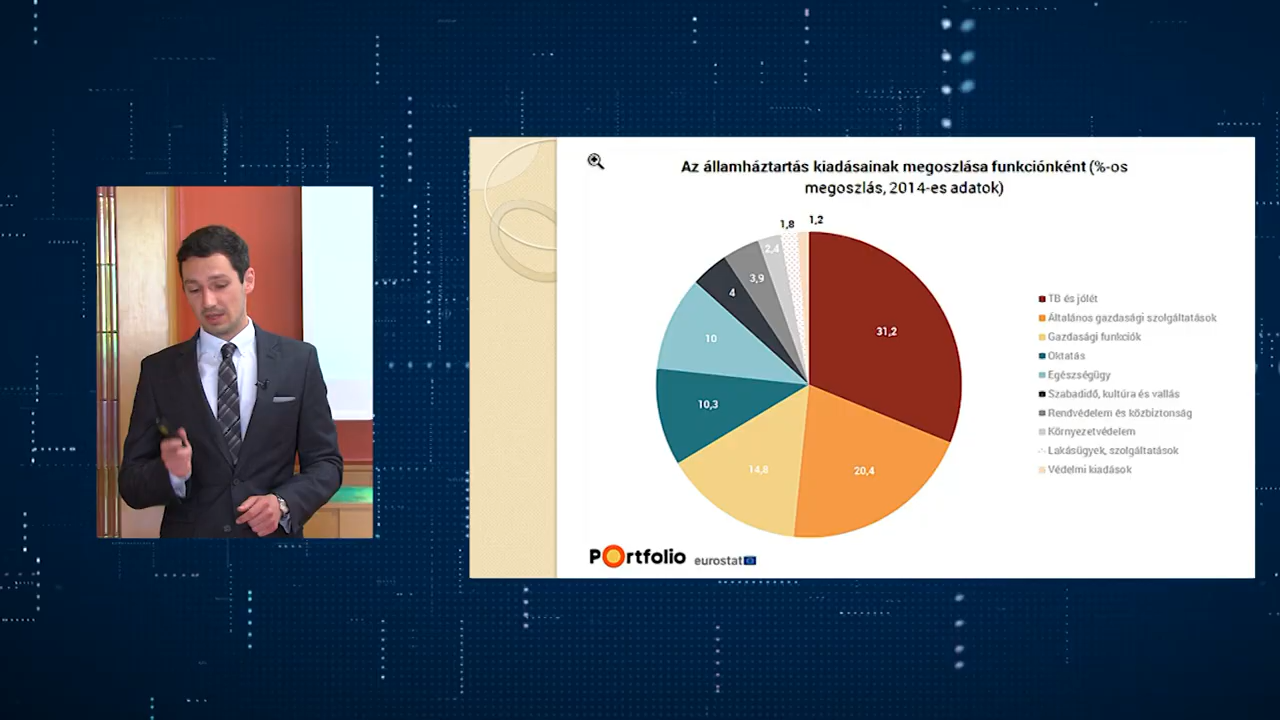 Az államháztartás kiadásainak megoszlása funkciónként (%-os
megoszlás, 2014-es adatok)
1,8
1,2
2,4
3,9
4
31,2
10
10,3
14,8
20,4
TB és jólét
Általános gazdasági szolgáltatások
Gazdasági funkciók
Oktatás
Egészségügy
Szabadidő, kultúra és vallás
Rendvédelem és közbiztonság
Környezetvédelem
Lakásügyek, szolgáltatások
Védelmi kiadások
Portfolio
eurostat